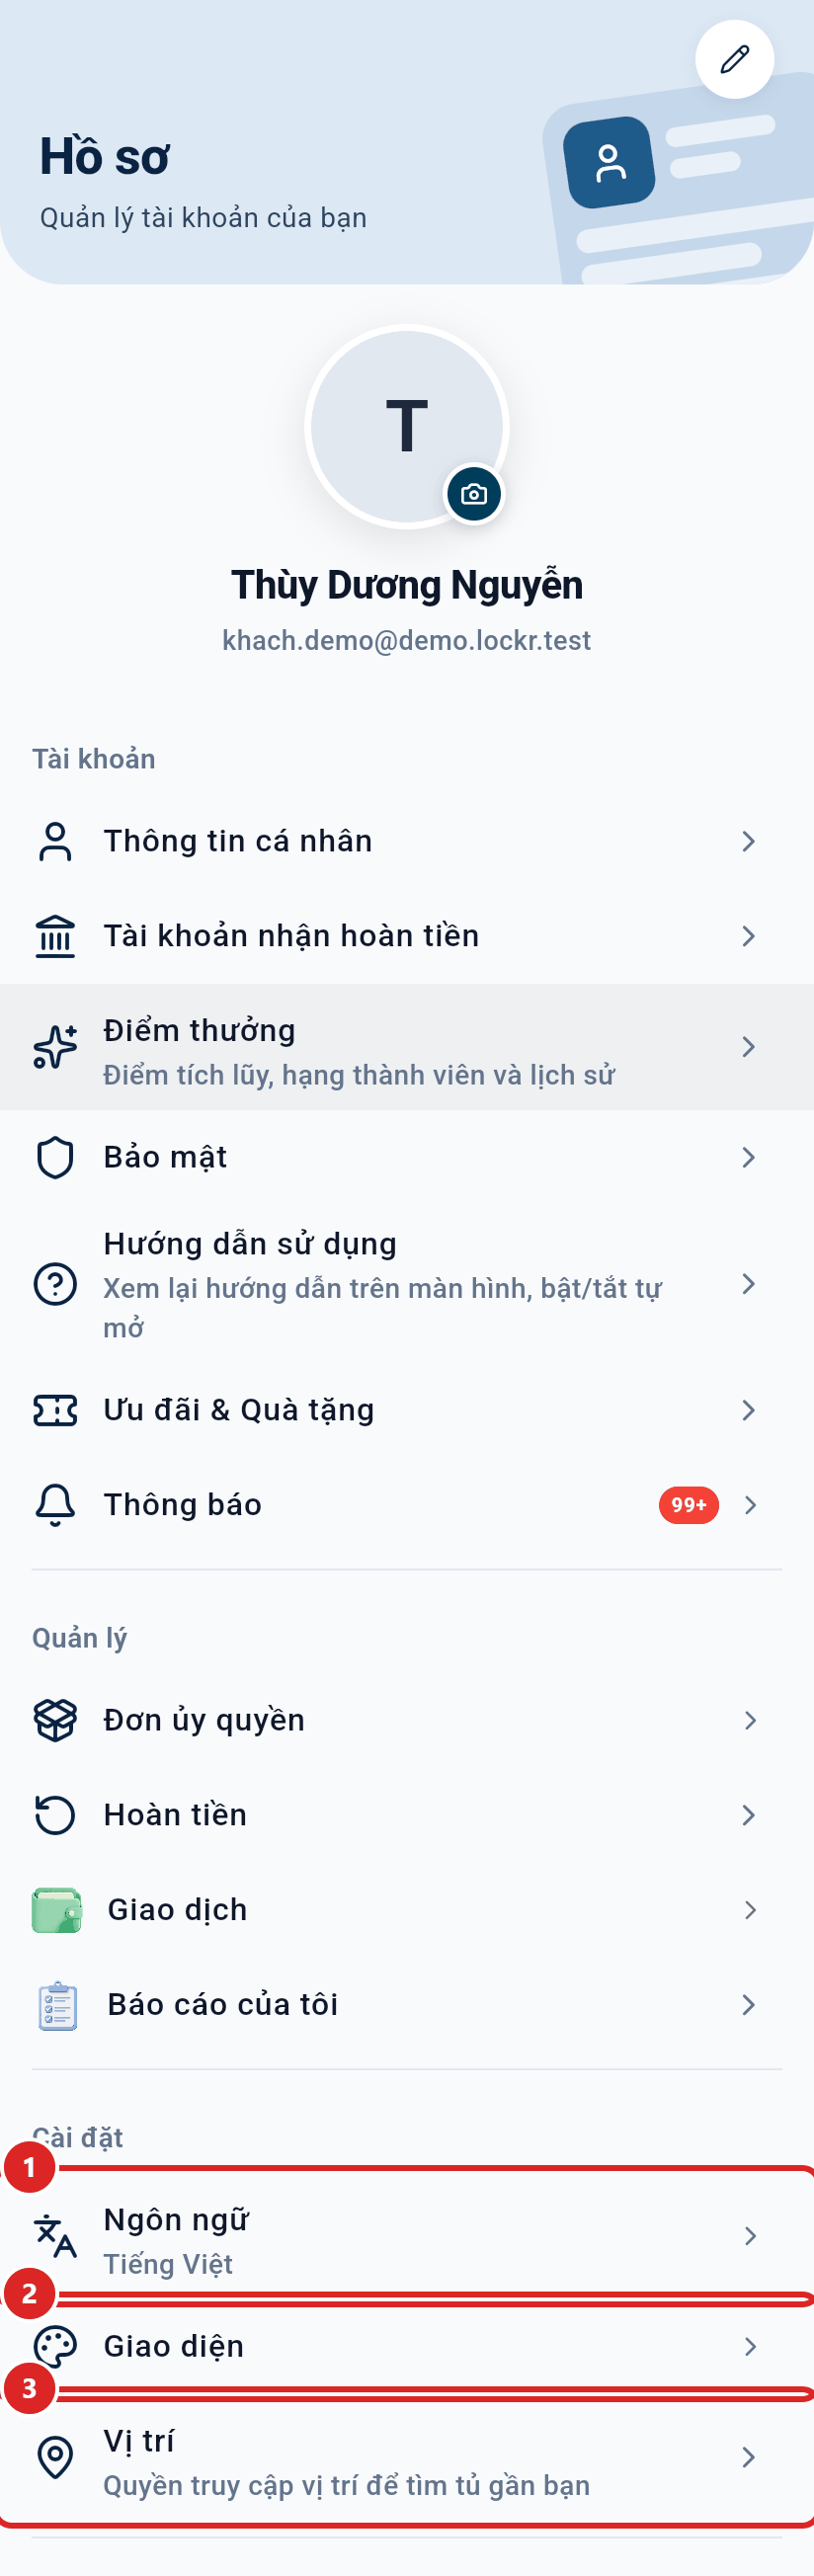 Hồ sơ
Quản lý tài khoản của bạn
T
Thùy Dương Nguyễn
khach.demo@demo.lockr.test
Tài khoản
Thông tin cá nhân
Tài khoản nhận hoàn tiền
Điểm thưởng
Điểm tích lũy, hạng thành viên và lịch sử
Bảo mật
Hướng dẫn sử dụng
Xem lại hướng dẫn trên màn hình, bật/tắt tự
mở
Ưu đãi & Quà tặng
Thông báo 99+
Quản lý
Đơn ủy quyền
Hoàn tiền
Giao dịch
Báo cáo của tôi
Cài đặt
1
Ngôn ngữ
Tiếng Việt
2
Giao diện
3
Vị trí
Quyền truy cập vị trí để tìm tủ gần bạn